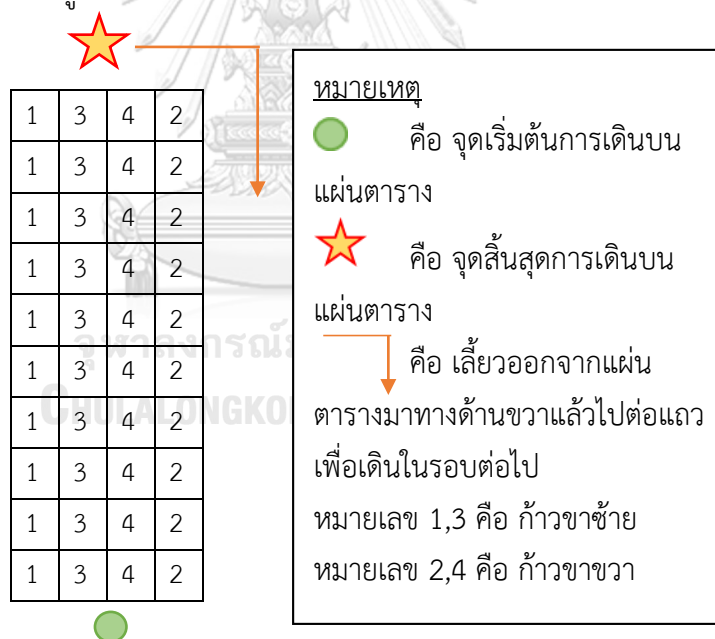 1 3 4 2
1 3 4 2
1 3 4 2
1 3 4 2
1 3 4 2
1 3 4 2
1 3 4 2
1 3 4 2
1 3 4 2
1 3 4 2
หมายเหตุ
คือ จุดเริ่มต้นการเดินบน
แผ่นตาราง
คือ จุดสิ้นสุดการเดินบน
แผ่นตาราง
คือ เลี้ยวออกจากแผ่น
ตารางมาทางด้านขวาแล้วไปต่อแถว
เพื่อเดินในรอบต่อไป
หมายเลข 1,3 คือ ก้าวขาซ้าย
หมายเลข 2,4 คือ ก้าวขาขวา